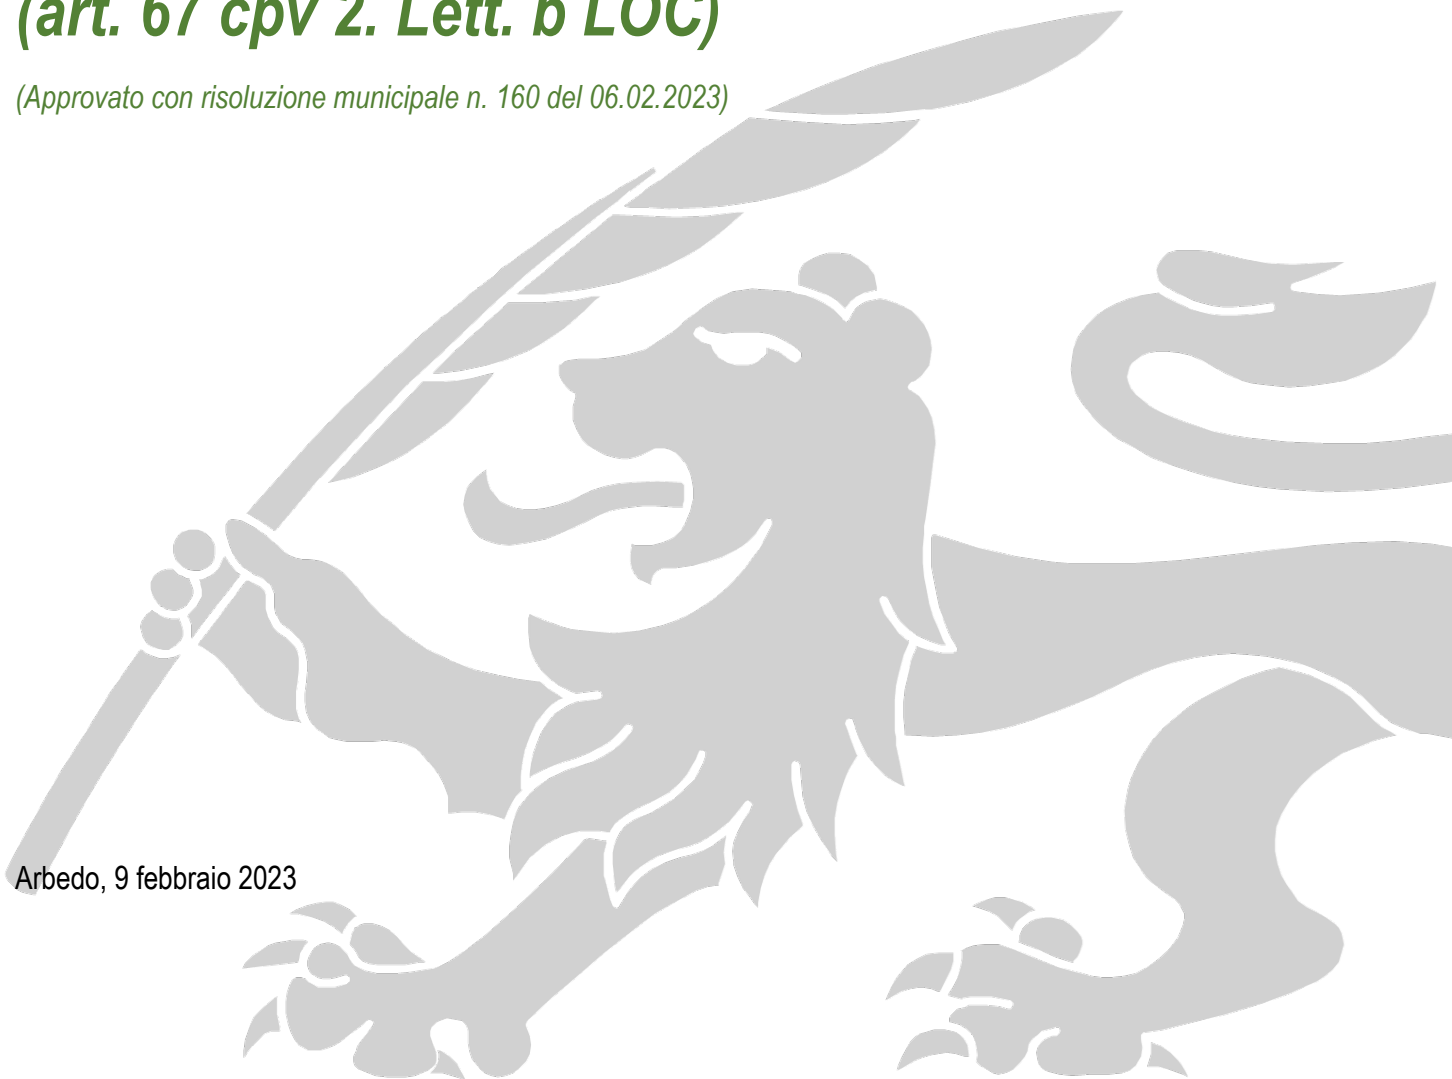 (art. 67 cpv 2. Lett. b LOC)
(Approvato con risoluzione municipale n. 160 del 06.02.2023)
Arbedo, 9 febbraio 2023